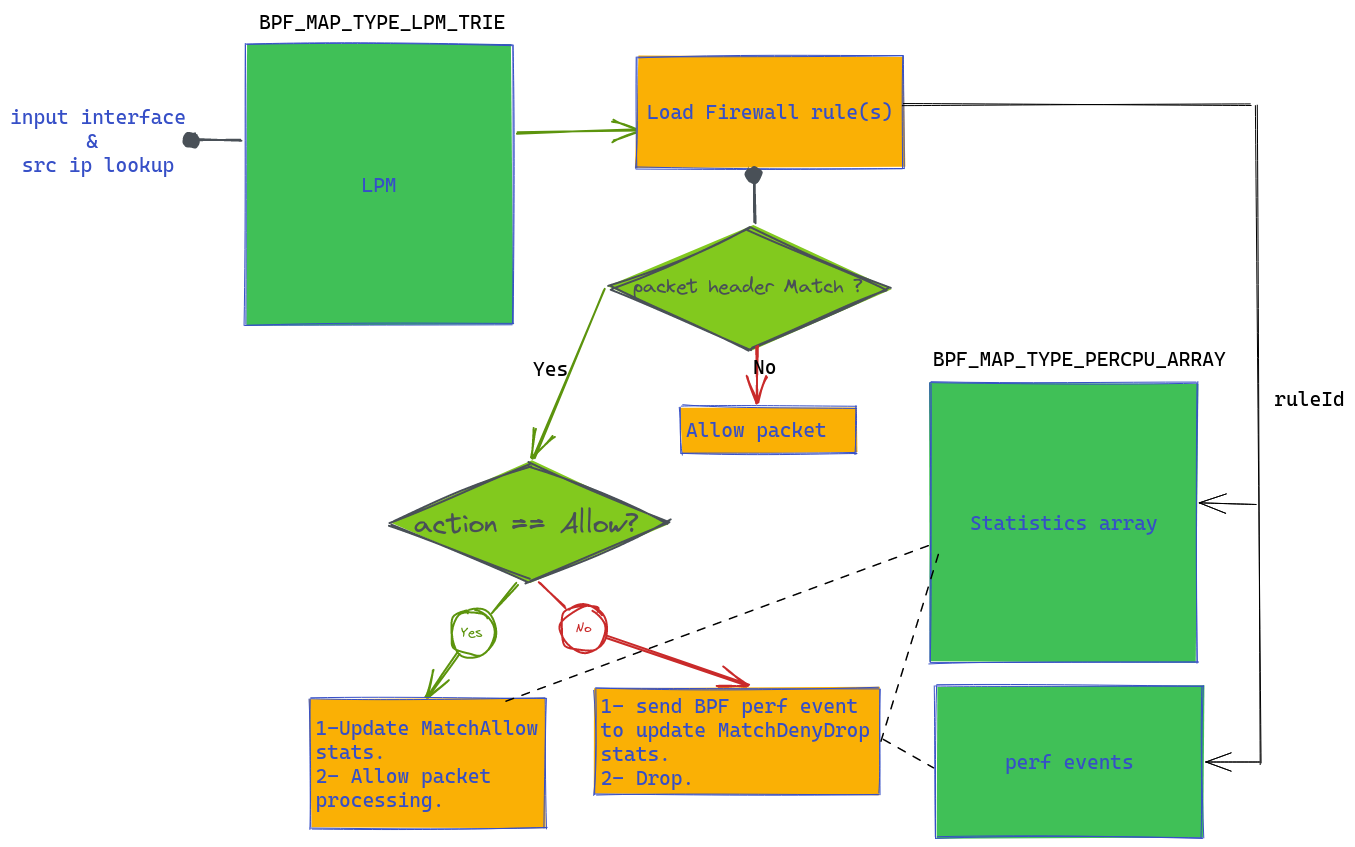 BPF_MAP_TYPE_LPM_TRIE
input interface
&
src ip lookup
LPM
Load Firewall rule(s)
packet header Match ?
Yes
No
Allow packet
BPF_MAP_TYPE_PERCPU_ARRAY
ruleId
Statistics array
action == Allow?
Yes
No
1-Update MatchAllow
stats.
2- Allow packet
processing.
1- send BPF perf event
to update MatchDenyDrop
stats.
2- Drop.
perf events